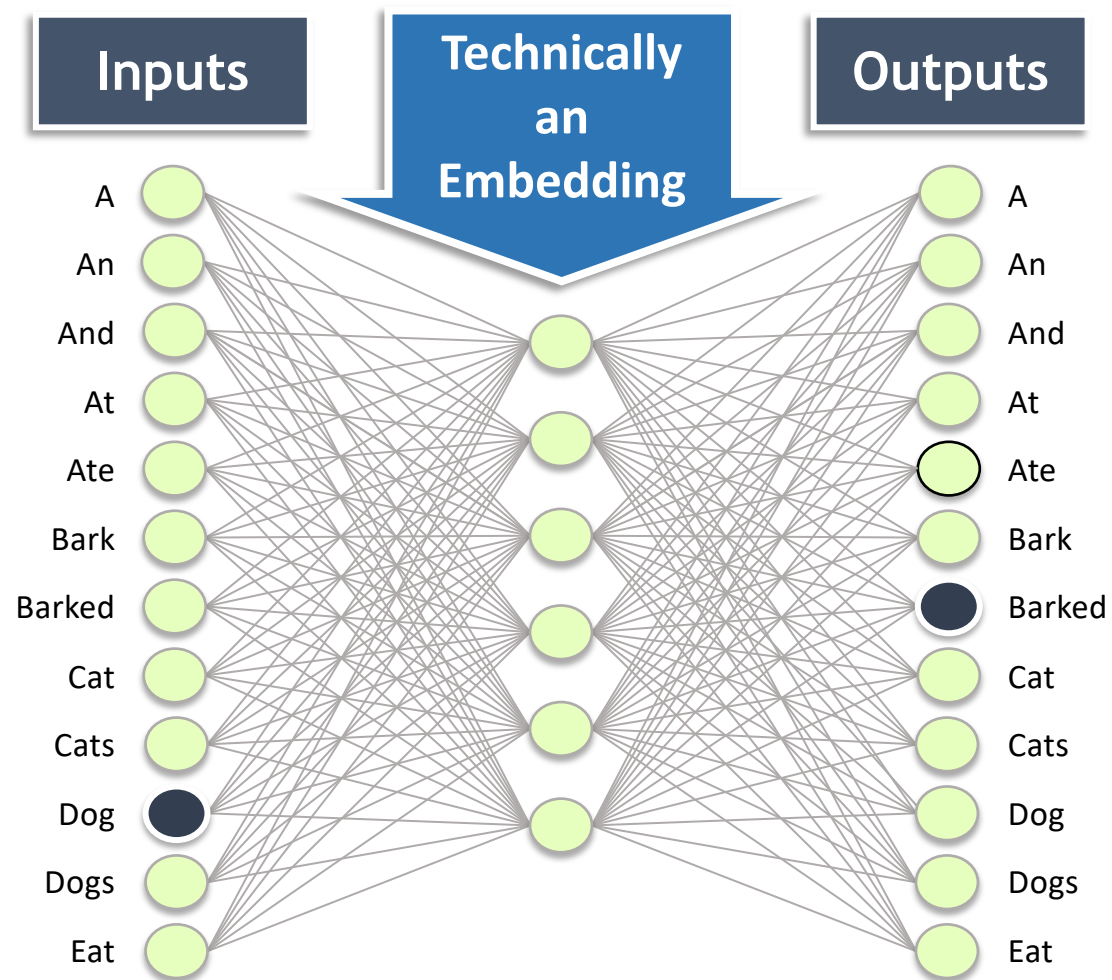 Inputs
Technically
an
Embedding
Outputs
A
An
And
At
Ate
Bark
Barked
Cat
Cats
Dog
Dogs
Eat
A
An
And
At
Ate
Bark
Barked
Cat
Cats
Dog
Dogs
Eat